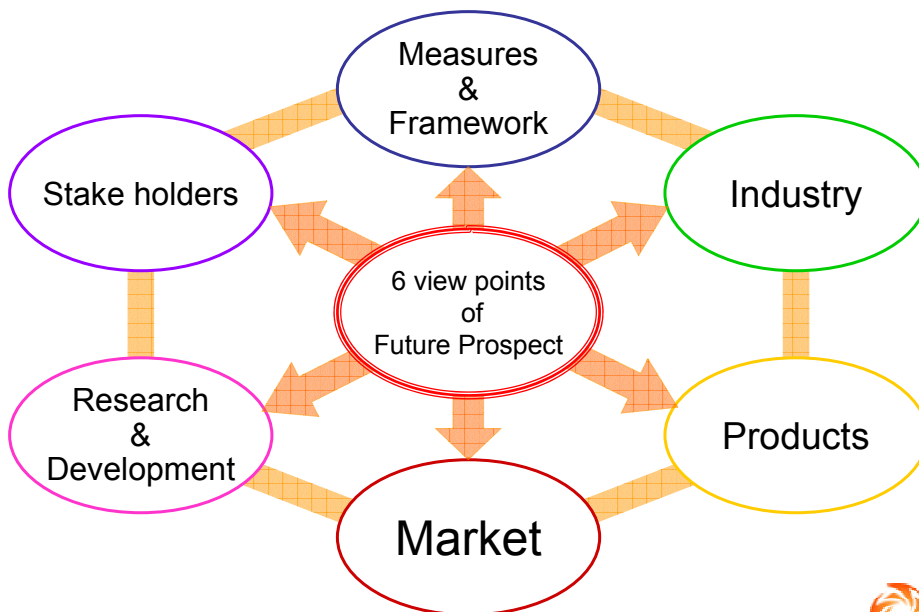 Measures
&
Framework
Stake holders
Industry
6 view points
of
Future Prospect
Research
&
Development
Products
Market